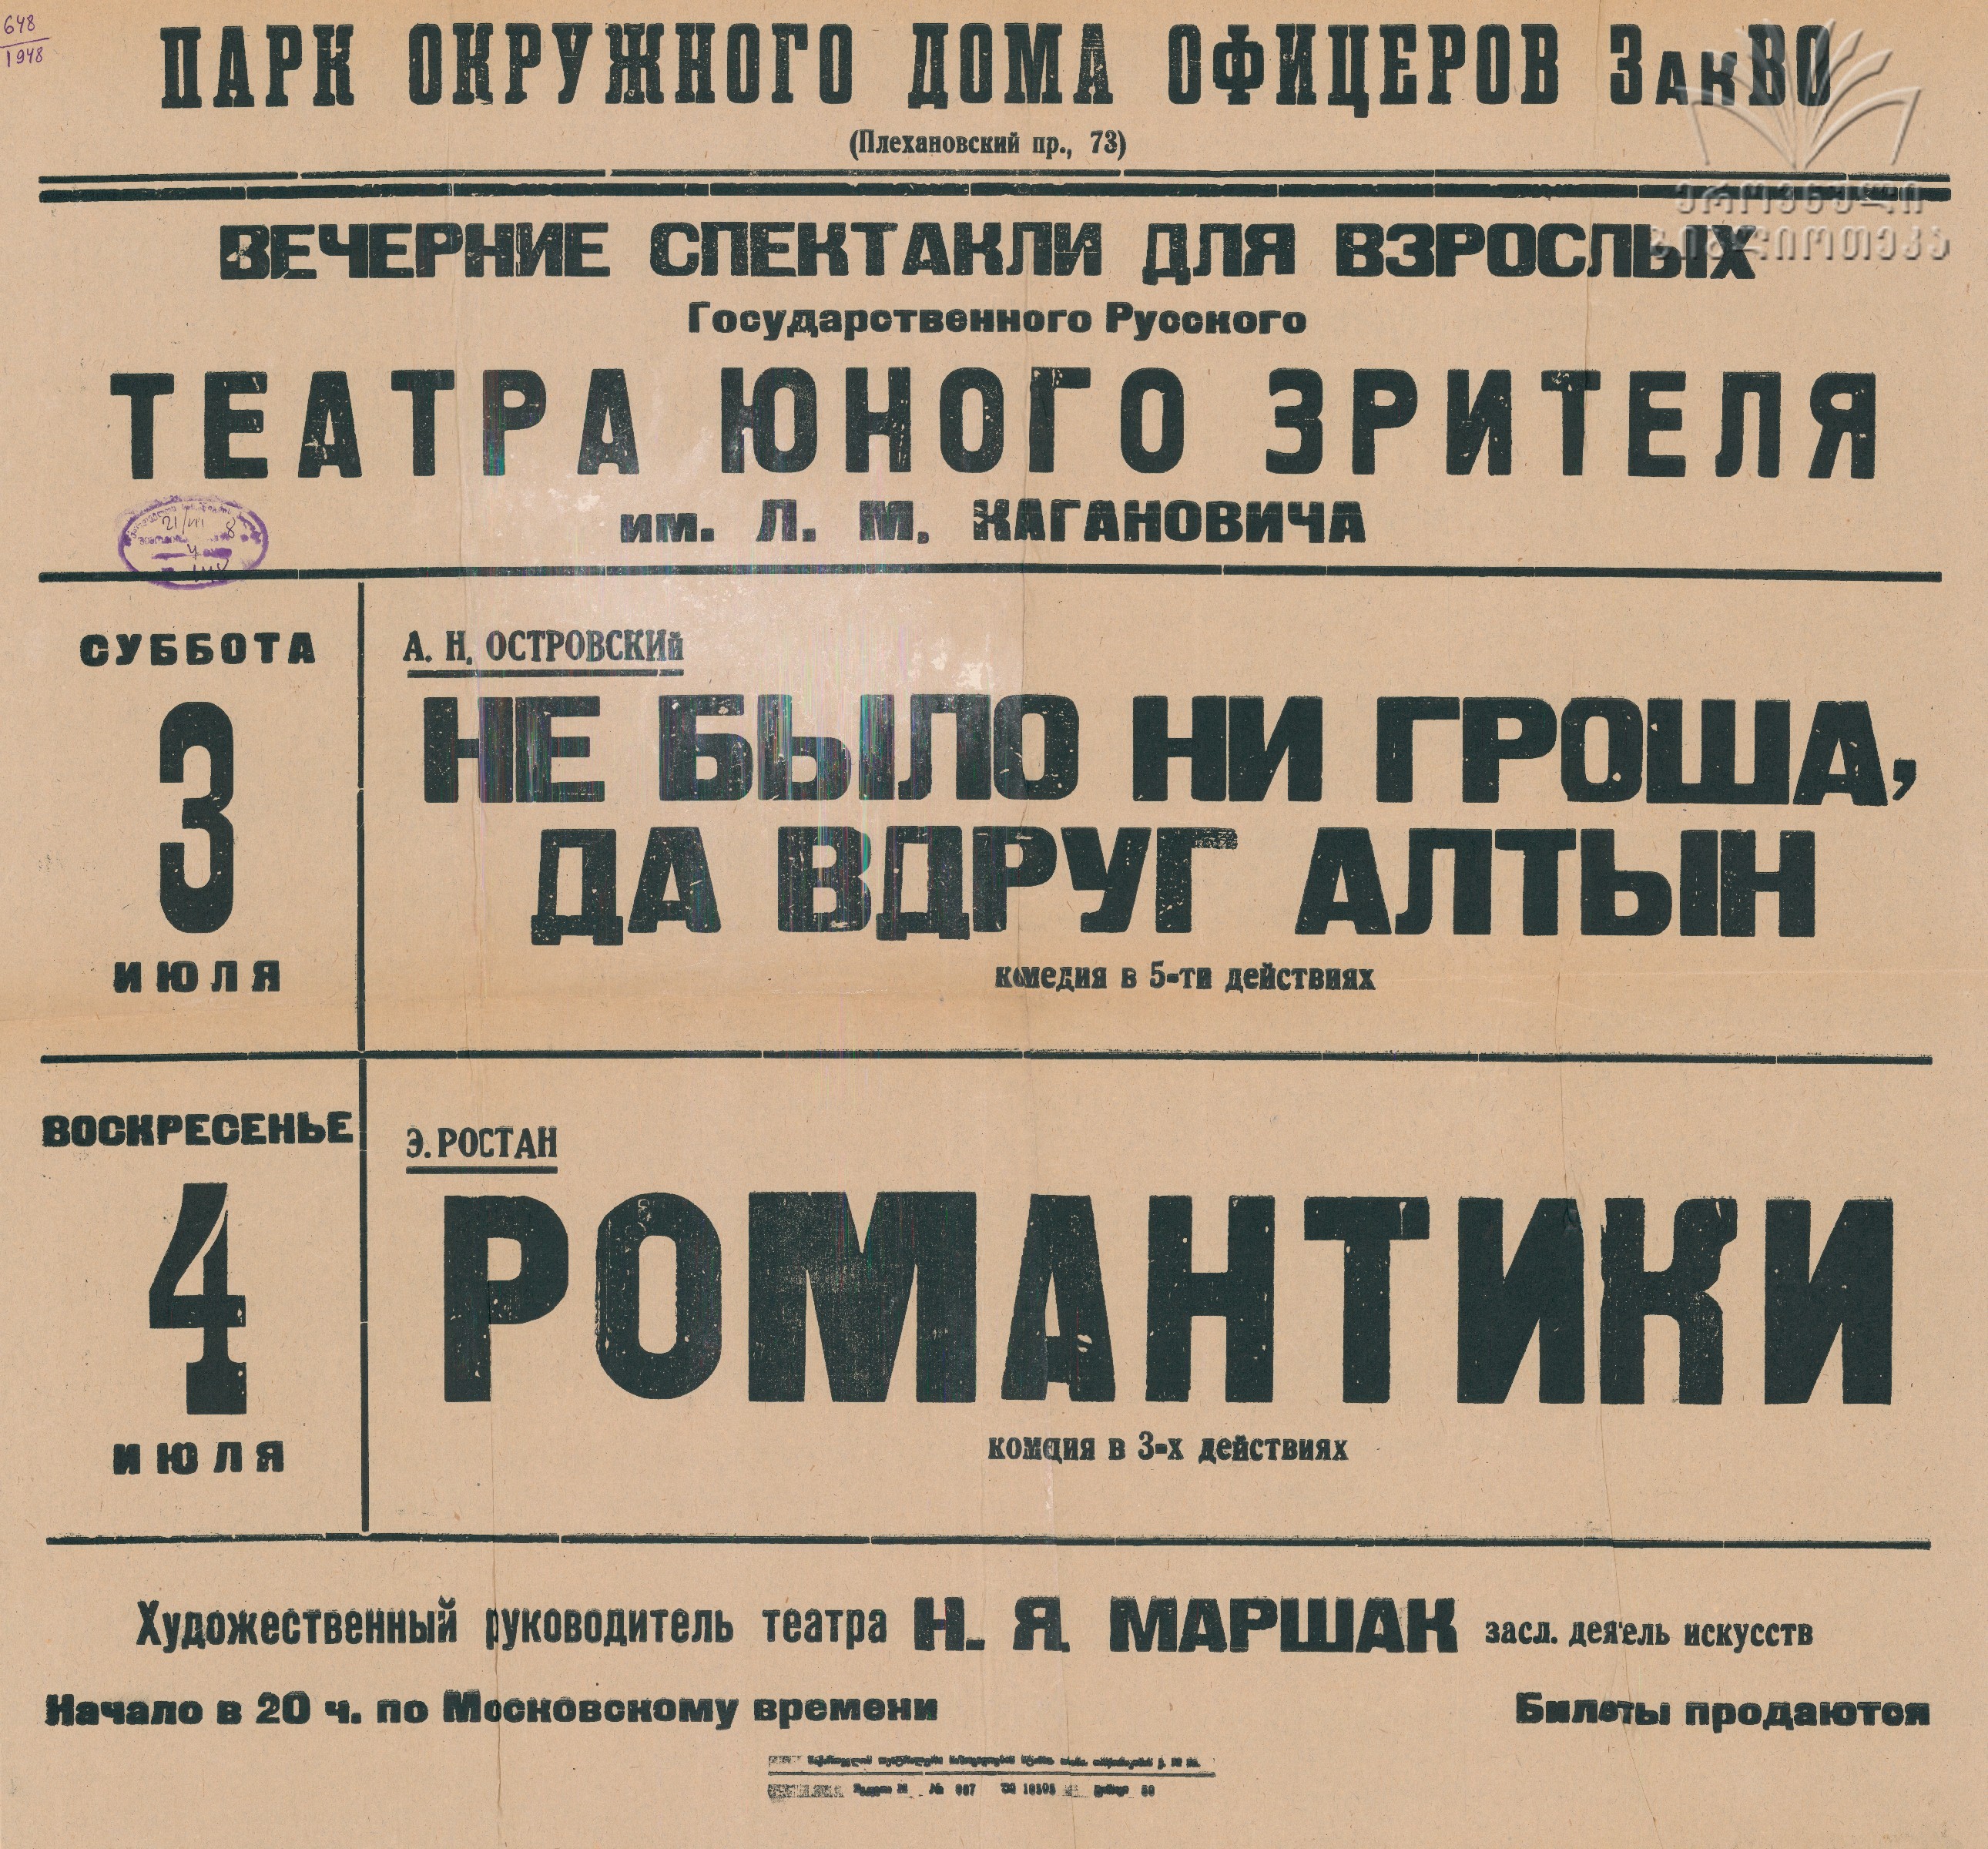 648
1948
ПАРК ОКРУЖНОГО ДОМА ОФИЦЕРОВ ЗакВО
(Плехановский пр., 73)
ეროვნული
ბიბლიოთეკა
ВЕЧЕРНИЕ СПЕКТАКЛИ ДЛЯ ВЗРОСЛЫХ
Государственного Русского
ТЕАТРА ЮНОГО ЗРИТЕЛЯ
им. Л. М. КАГАНОВИЧА
СУББОТА
3
ИЮЛЯ
А. Н. ОСТРОВСКИй
НЕ БЫЛО НИ ГРОША,
ДА ВДРУГ АЛТЫН
комедия в 5-ти действиях
ВОСКРЕСЕНЬЕ
4
ИЮЛЯ
Э. РОСТАН
РОМАНТИКИ
комедия в 3-х действиях
Художественный руководитель театра Н. Я. МАРШАК засл. деятель искусств
Начало в 20 ч. по Московскому времени
Билеты продаются